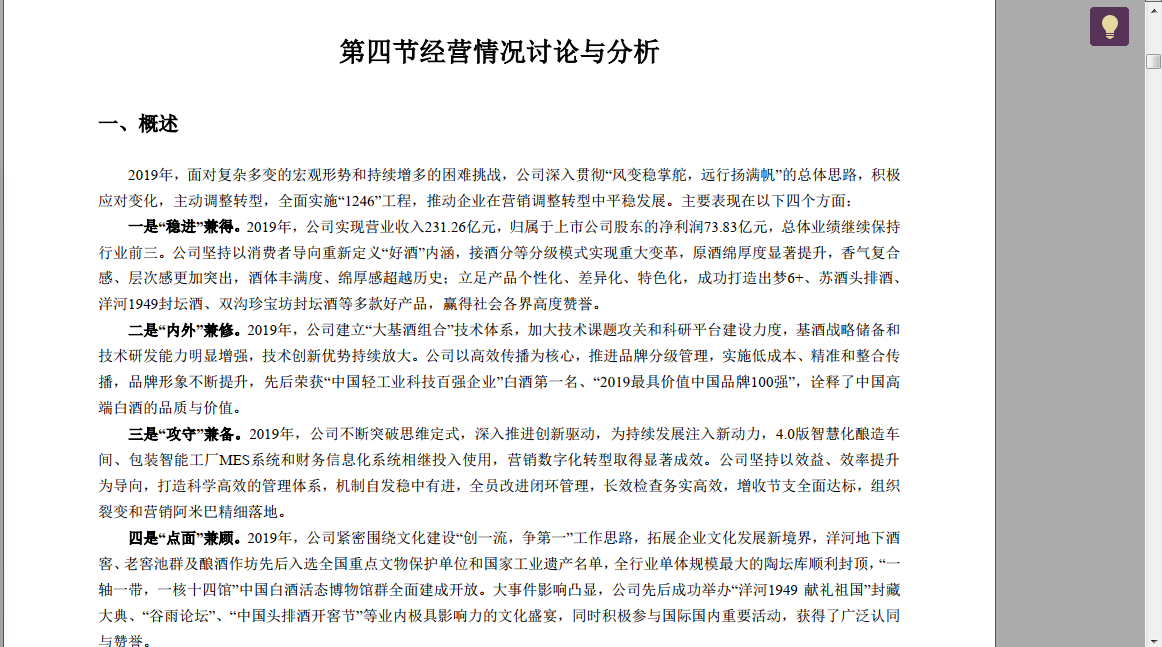 第四节经营情况讨论与分析
一、概述
2019年，面对复杂多变的宏观形势和持续增多的困难挑战，公司深入贯彻“风变稳掌舵，远行扬满帆”的总体思路，积极
应对变化，主动调整转型，全面实施“1246”工程，推动企业在营销调整转型中平稳发展。主要表现在以下四个方面：
一是“稳进”兼得。2019年，公司实现营业收入231.26亿元，归属于上市公司股东的净利润73.83亿元，总体业绩继续保持
行业前三。公司坚持以消费者导向重新定义“好酒”内涵，接酒分等分级模式实现重大变革，原酒绵厚度显著提升，香气复合
感、层次感更加突出，酒体丰满度、绵厚感超越历史；立足产品个性化、差异化、特色化，成功打造出梦6+、苏酒头排酒、
洋河1949封坛酒、双沟珍宝坊封坛酒等多款好产品，赢得社会各界高度赞誉。
二是“内外”兼修。2019年，公司建立“大基酒组合”技术体系，加大技术课题攻关和科研平台建设力度，基酒战略储备和
技术研发能力明显增强，技术创新优势持续放大。公司以高效传播为核心，推进品牌分级管理，实施低成本、精准和整合传
播，品牌形象不断提升，先后荣获“中国轻工业科技百强企业”白酒第一名、“2019最具价值中国品牌100强”，诠释了中国高
端白酒的品质与价值。
三是“攻守”兼备。2019年，公司不断突破思维定式，深入推进创新驱动，为持续发展注入新动力，4.0版智慧化酿造车
间、包装智能工厂MES系统和财务信息化系统相继投入使用，营销数字化转型取得显著成效。公司坚持以效益、效率提升
为导向，打造科学高效的管理体系，机制自发稳中有进，全员改进闭环管理，长效检查务实高效，增收节支全面达标，组织
裂变和营销阿米巴精细落地。
四是“点面”兼顾。2019年，公司紧密围绕文化建设“创一流，争第一”工作思路，拓展企业文化发展新境界，洋河地下酒
窖、老窖池群及酿酒作坊先后入选全国重点文物保护单位和国家工业遗产名单，全行业单体规模最大的陶坛库顺利封顶，“一
轴一带，一核十四馆”中国白酒活态博物馆群全面建成开放。大事件影响凸显，公司先后成功举办“洋河1949 献礼祖国”封藏
大典、“谷雨论坛”、“中国头排酒开窖节”等业内极具影响力的文化盛宴，同时积极参与国际国内重要活动，获得了广泛认同
与赞誉。